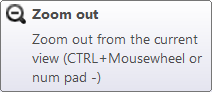 Zoom out
Zoom out from the current
view (CTRL+Mousewheel or
num pad -)